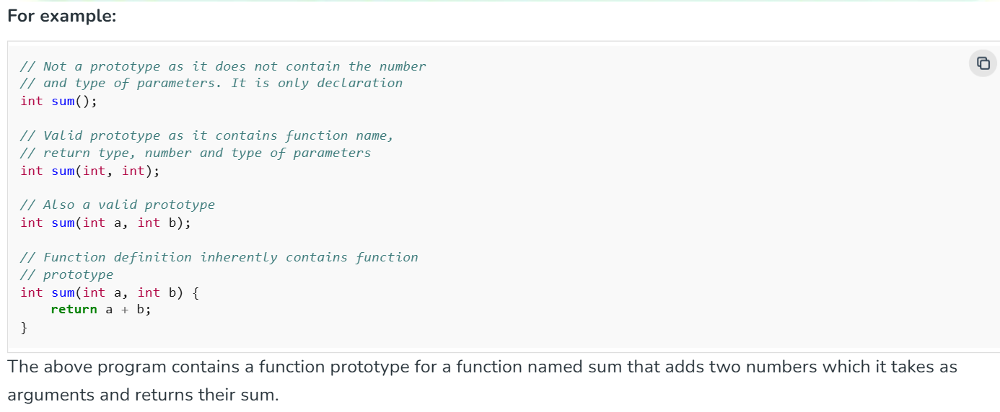 For example:
// Not a prototype as it does not contain the number
// and type of parameters. It is only declaration
int sum();
// Valid prototype as it contains function name,
// return type, number and type of parameters
int sum(int, int);
// Also a valid prototype
int sum(int a, int b);
// Function definition inherently contains function
// prototype
int sum(int a, int b) {
    return a + b;
}
The above program contains a function prototype for a function named sum that adds two numbers which it takes as
arguments and returns their sum.